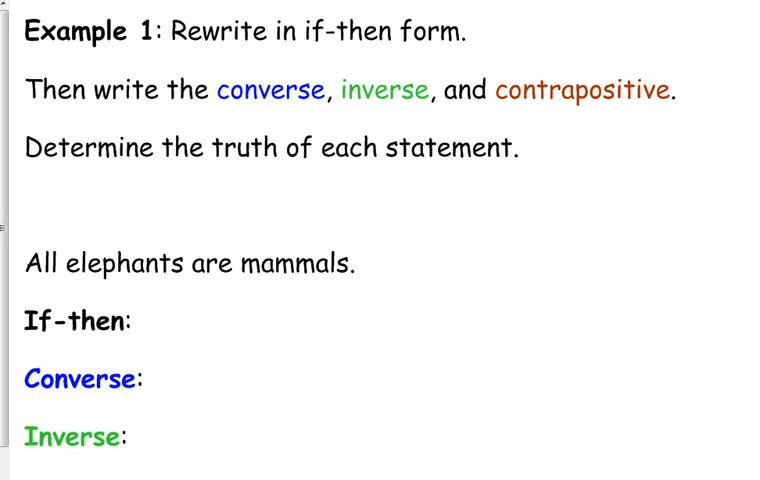 Example 1: Rewrite in if-then form.
Then write the converse, inverse, and contrapositive.
Determine the truth of each statement.
All elephants are mammals.
If-then:
Converse:
Inverse: